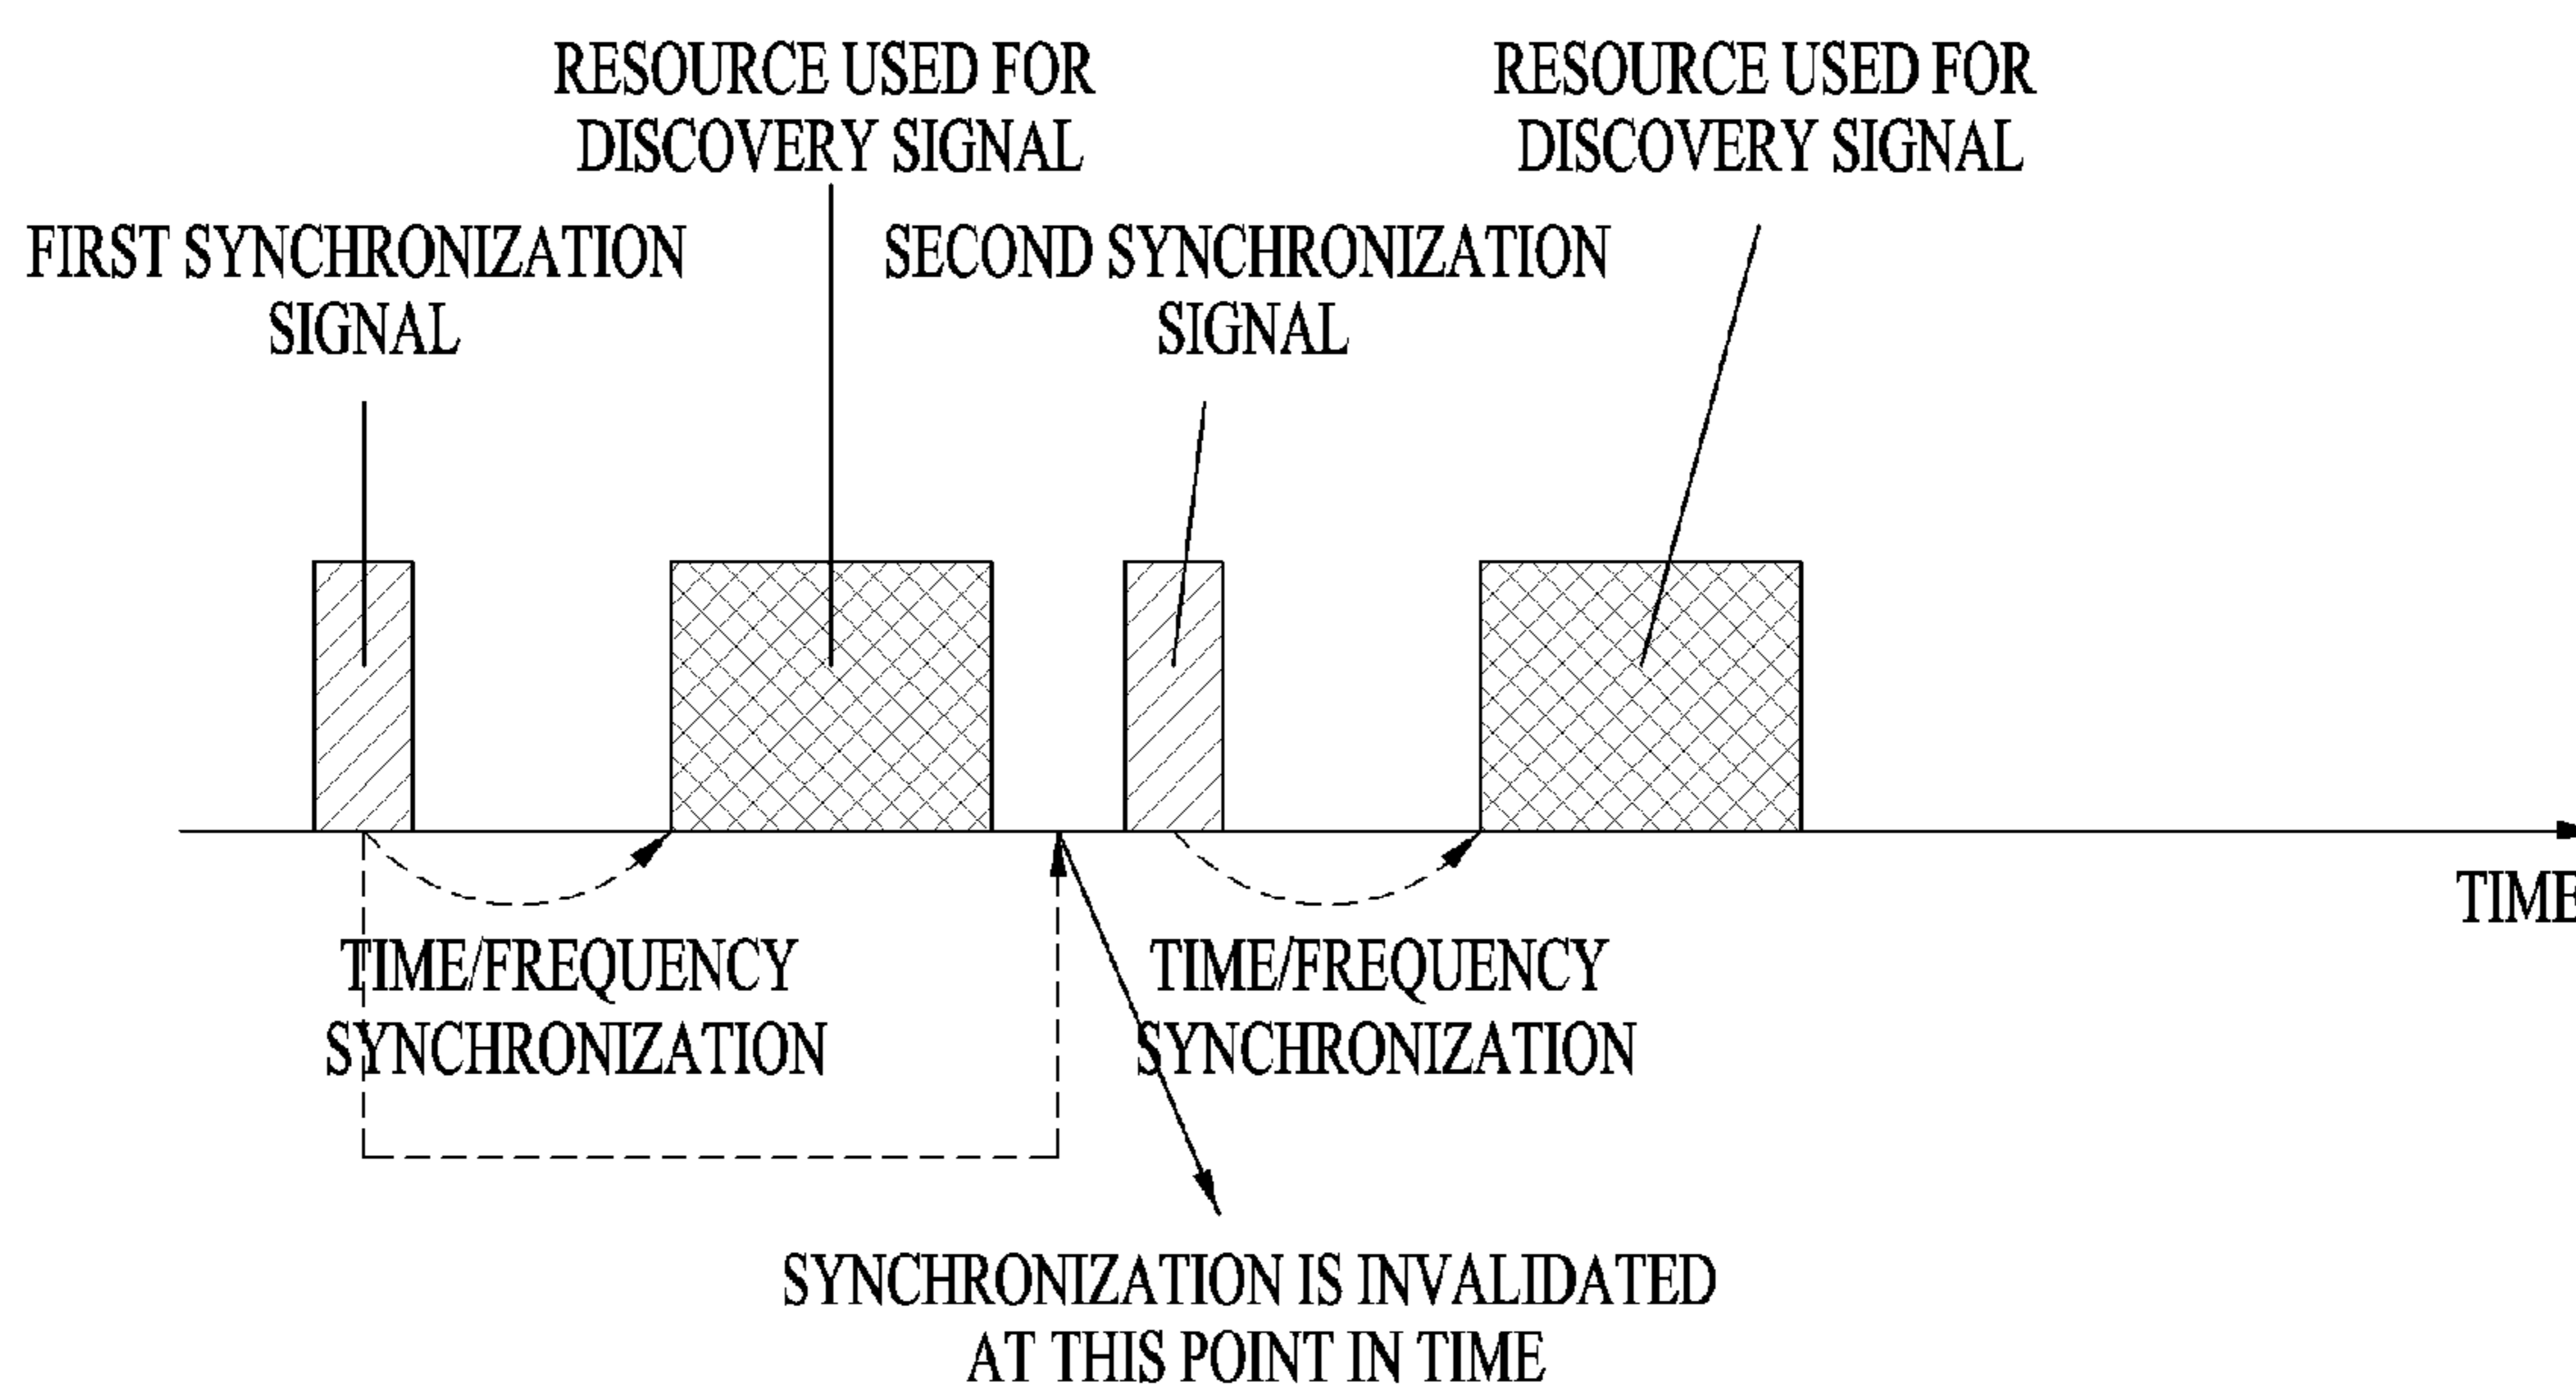 RESOURCE USED FOR
DISCOVERY SIGNAL
RESOURCE USED FOR
DISCOVERY SIGNAL
FIRST SYNCHRONIZATION
SIGNAL
SECOND SYNCHRONIZATION
SIGNAL
TIME
TIME/FREQUENCY
SYNCHRONIZATION
TIME/FREQUENCY
SYNCHRONIZATION
SYNCHRONIZATION IS INVALIDATED
AT THIS POINT IN TIME